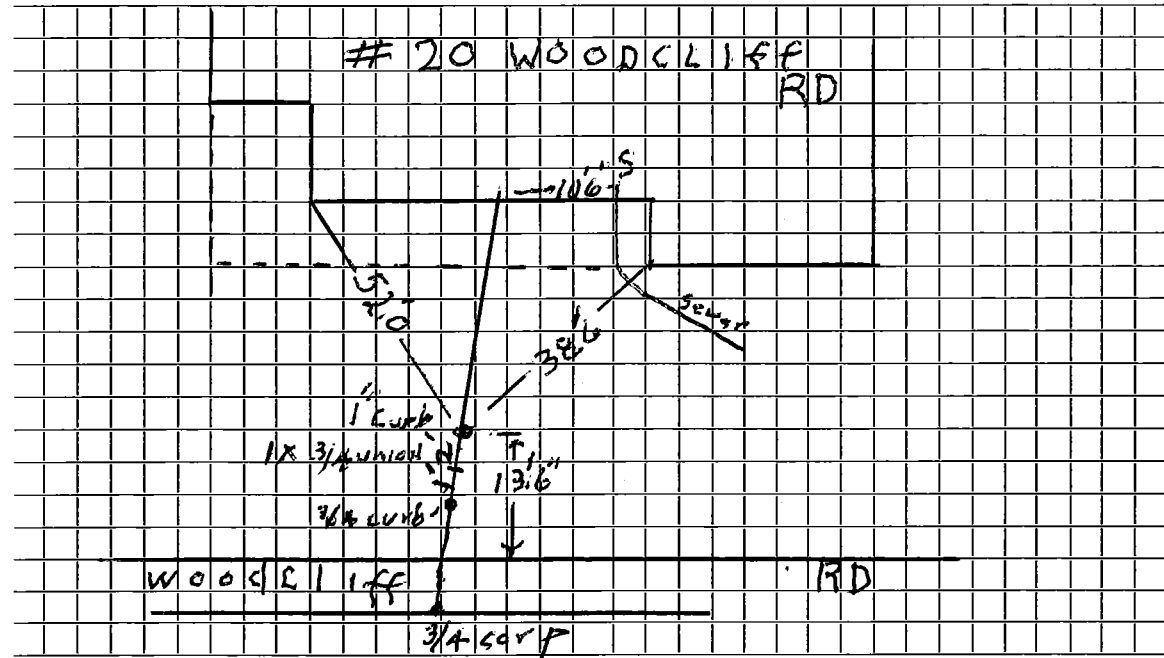 # 20 WOODCLIff
RD
10'6" S
52'0"
38'6"
sewer
1" curb
1 x 3/4 union
13'6"
3/4 curb
woodcliff RD
3/4 corp